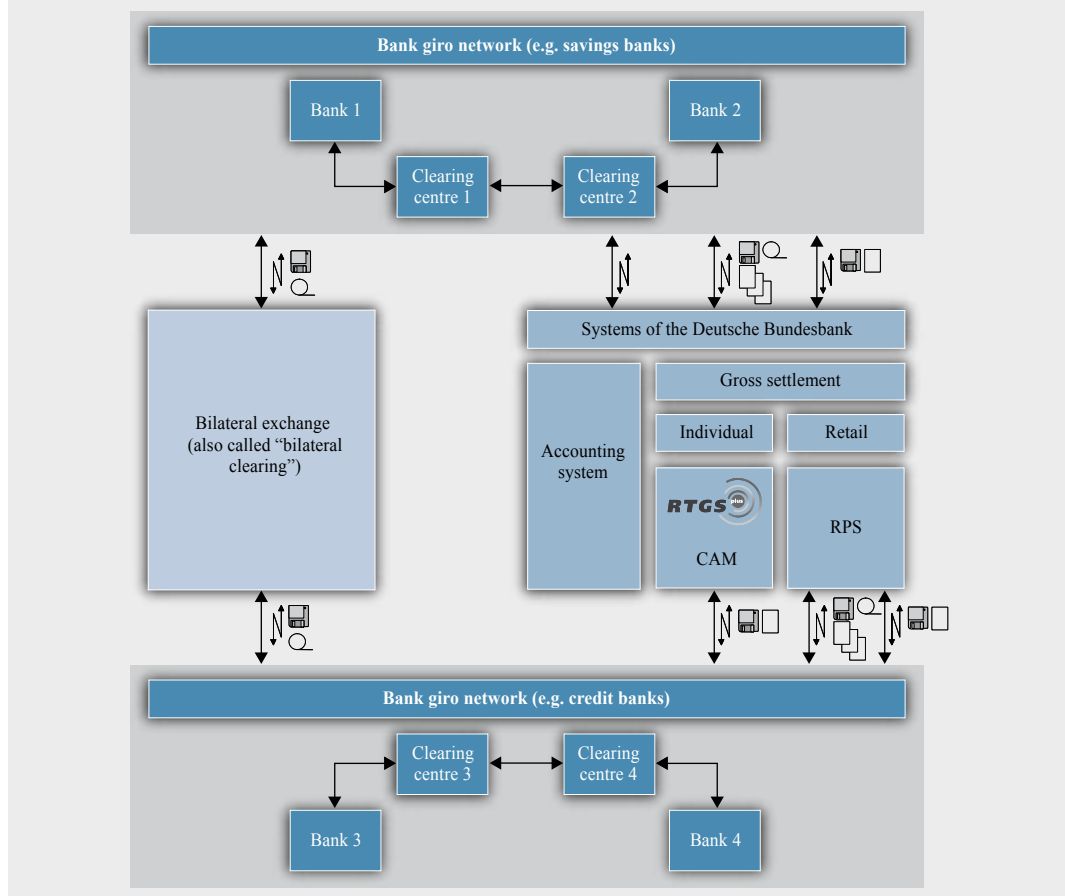 Bank giro network (e.g. savings banks)
Bank 1
Bank 2
Clearing
centre 1
Clearing
centre 2
Systems of the Deutsche Bundesbank
Bilateral exchange
(also called “bilateral
clearing”)
Accounting
system
Gross settlement
Individual
Retail
RTGS plus
CAM
RPS
Bank giro network (e.g. credit banks)
Clearing
centre 3
Clearing
centre 4
Bank 3
Bank 4